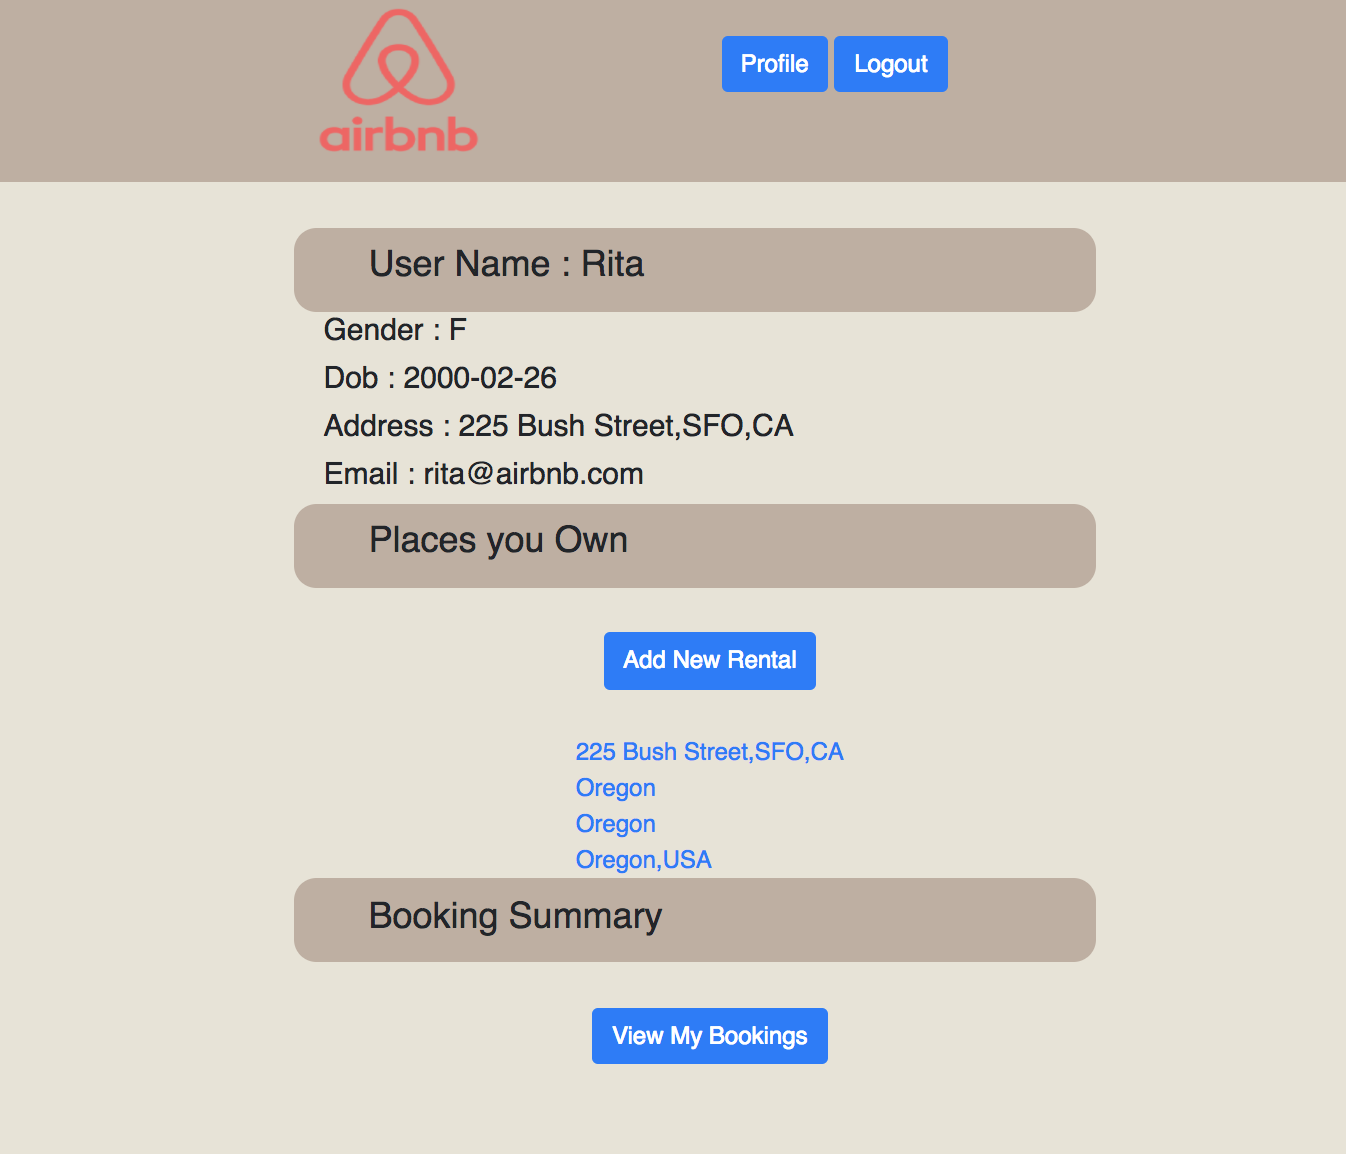 airbnb
Profile Logout
User Name : Rita
Gender : F
Dob : 2000-02-26
Address : 225 Bush Street,SFO,CA
Email : rita@airbnb.com
Places you Own
Add New Rental
225 Bush Street,SFO,CA
Oregon
Oregon
Oregon,USA
Booking Summary
View My Bookings